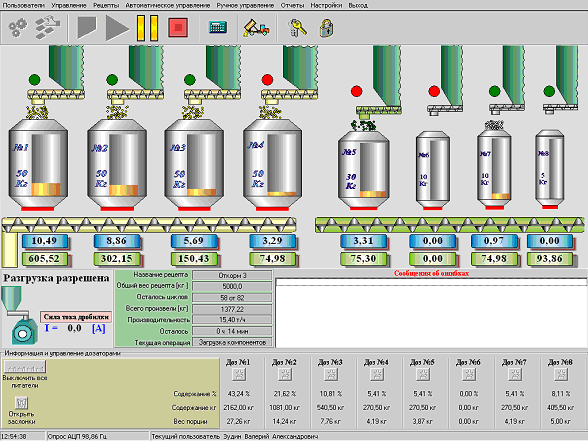 Пользователи Управление Рецепты Автоматическое управление Ручное управление Отчеты Настройки Выход
№1 №2 №3 №4 №5 №6 №7 №8
50 Кг 50 Кг 50 Кг 50 Кг 30 Кг 10 Кг 10 Кг 5 Кг
10,49 8,86 5,69 3,29 3,31 0,00 0,97 0,00
605,52 302,15 150,43 74,98 75,30 0,00 74,98 93,86
Разгрузка разрешена
Сила тока дробилки
I = 0,0 [А]
Название рецепта Откорм 3
Общий вес рецепта [кг] 5000,0
Осталось циклов 58 от 82
Всего произвели [кг] 1377,22
Производительность 15,40 т/ч
Осталось 0 ч 14 мин
Текущая операция Загрузка компонентов
Сообщения об ошибках
Информация и управление дозаторами
Выключить все питатели
Открыть заслонки
Доз №1 Доз №2 Доз №3 Доз №4 Доз №5 Доз №6 Доз №7 Доз №8
Содержание % 43,24 % 21,62 % 10,81 % 5,41 % 5,41 % 0,00 % 5,41 % 8,11 %
Содержание кг 2162,00 кг 1081,00 кг 540,50 кг 270,50 кг 270,50 кг 0,00 кг 270,50 кг 405,50 кг
Вес порции 27,26 кг 14,24 кг 7,76 кг 4,19 кг 3,87 кг 0,00 кг 4,19 кг 5,00 кг
12:54:38 Опрос АЦП 98,86 Гц Текущий пользователь Зудин Валерий Александрович